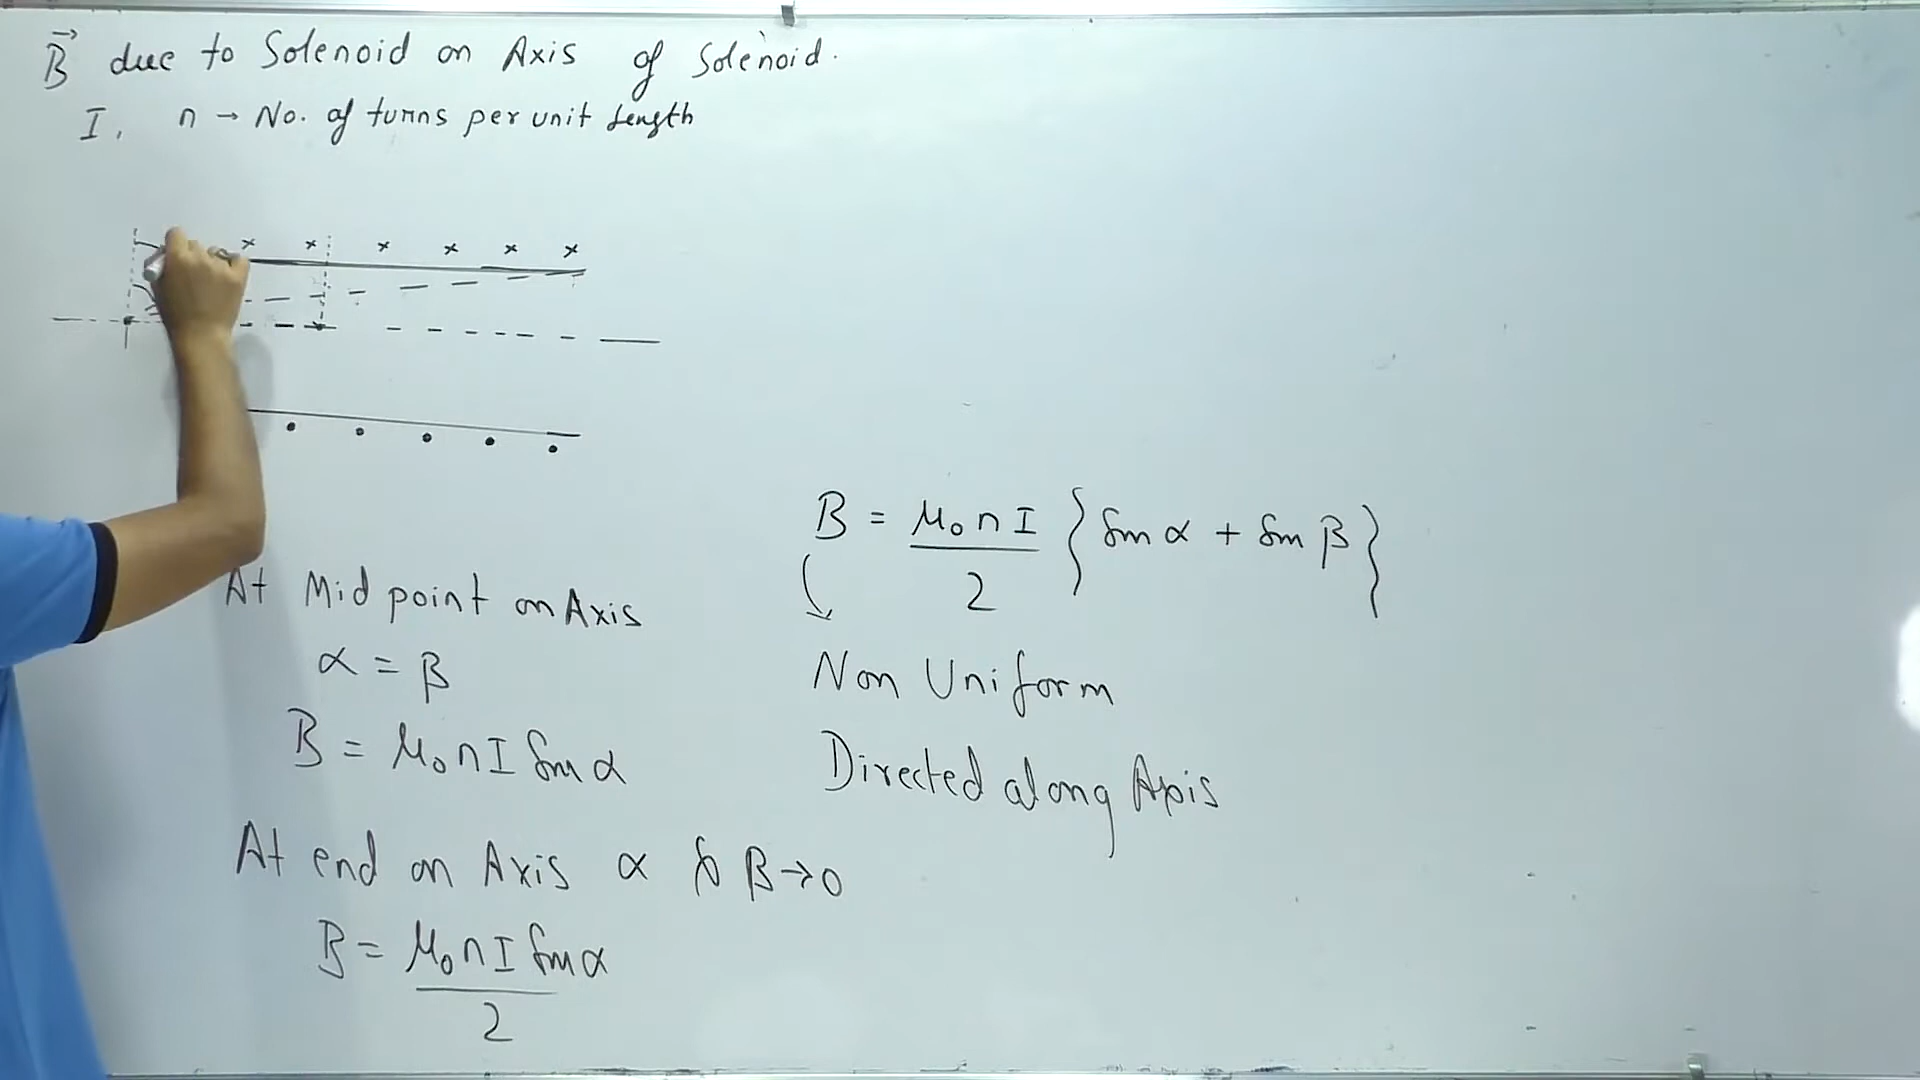 B⃗ due to Solenoid on Axis of Solenoid.
I, n → No. of turns per unit Length
x x x x x x
B = μ₀nI/2 {Sin α + Sin β}
At Mid point on Axis
α = β
B = μ₀nI Sin α
Non Uniform
Directed along Axis
At end on Axis α & β→0
B = μ₀nI Sin α/2